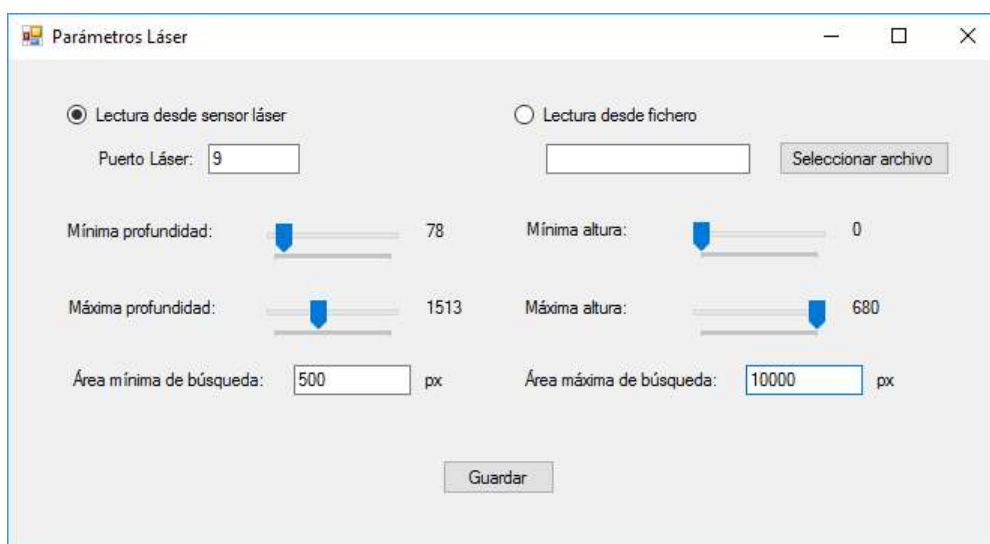 Parámetros Láser
Lectura desde sensor láser Lectura desde fichero
Puerto Láser: 9 Seleccionar archivo
Mínima profundidad: 78 Mínima altura: 0
Máxima profundidad: 1513 Máxima altura: 680
Área mínima de búsqueda: 500 px Área máxima de búsqueda: 10000 px
Guardar